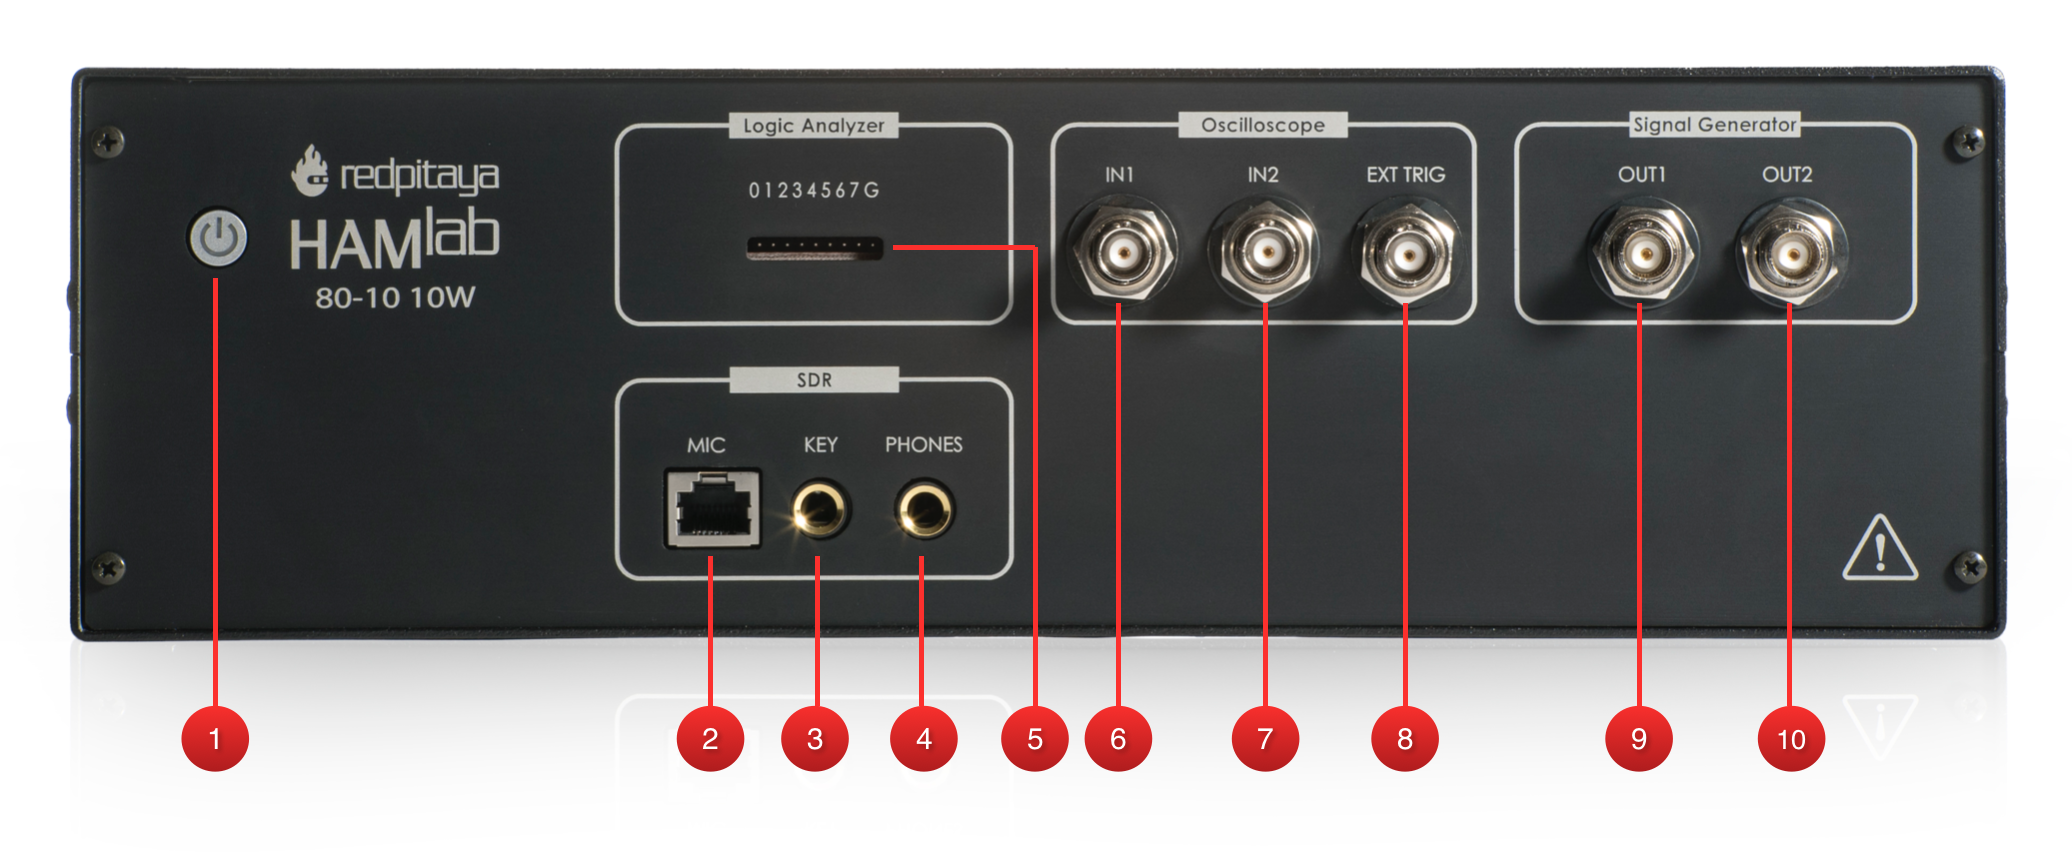 redpitaya
HAMlab
80-10 10W
Logic Analyzer
01234567G
Oscilloscope
IN1 IN2 EXT TRIG
Signal Generator
OUT1 OUT2
SDR
MIC KEY PHONES
1 2 3 4 5 6 7 8 9 10